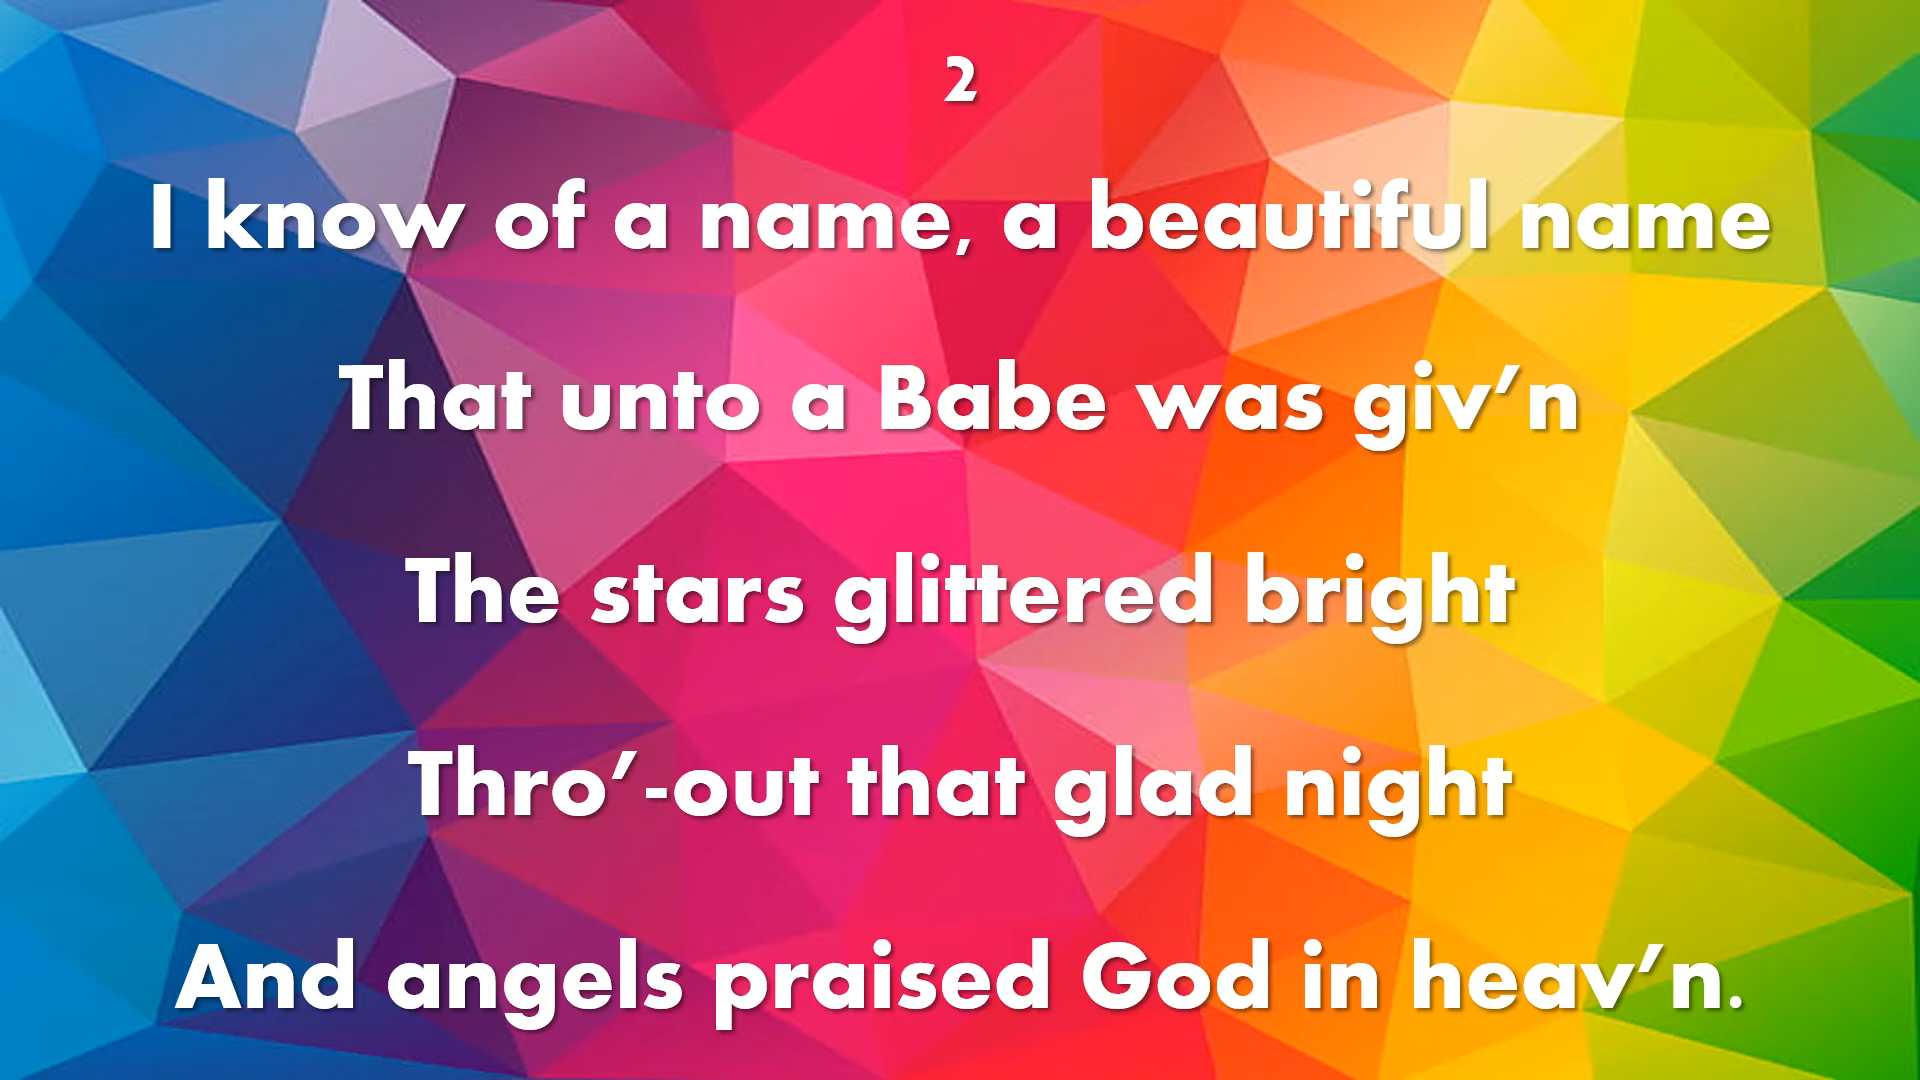 2
I know of a name, a beautiful name
That unto a Babe was giv’n
The stars glittered bright
Thro’-out that glad night
And angels praised God in heav’n.